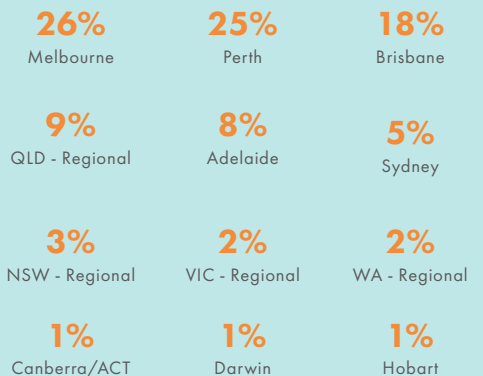 26% 25% 18%
Melbourne Perth Brisbane
9% 8% 5%
QLD - Regional Adelaide Sydney
3% 2% 2%
NSW - Regional VIC - Regional WA - Regional
1% 1% 1%
Canberra/ACT Darwin Hobart